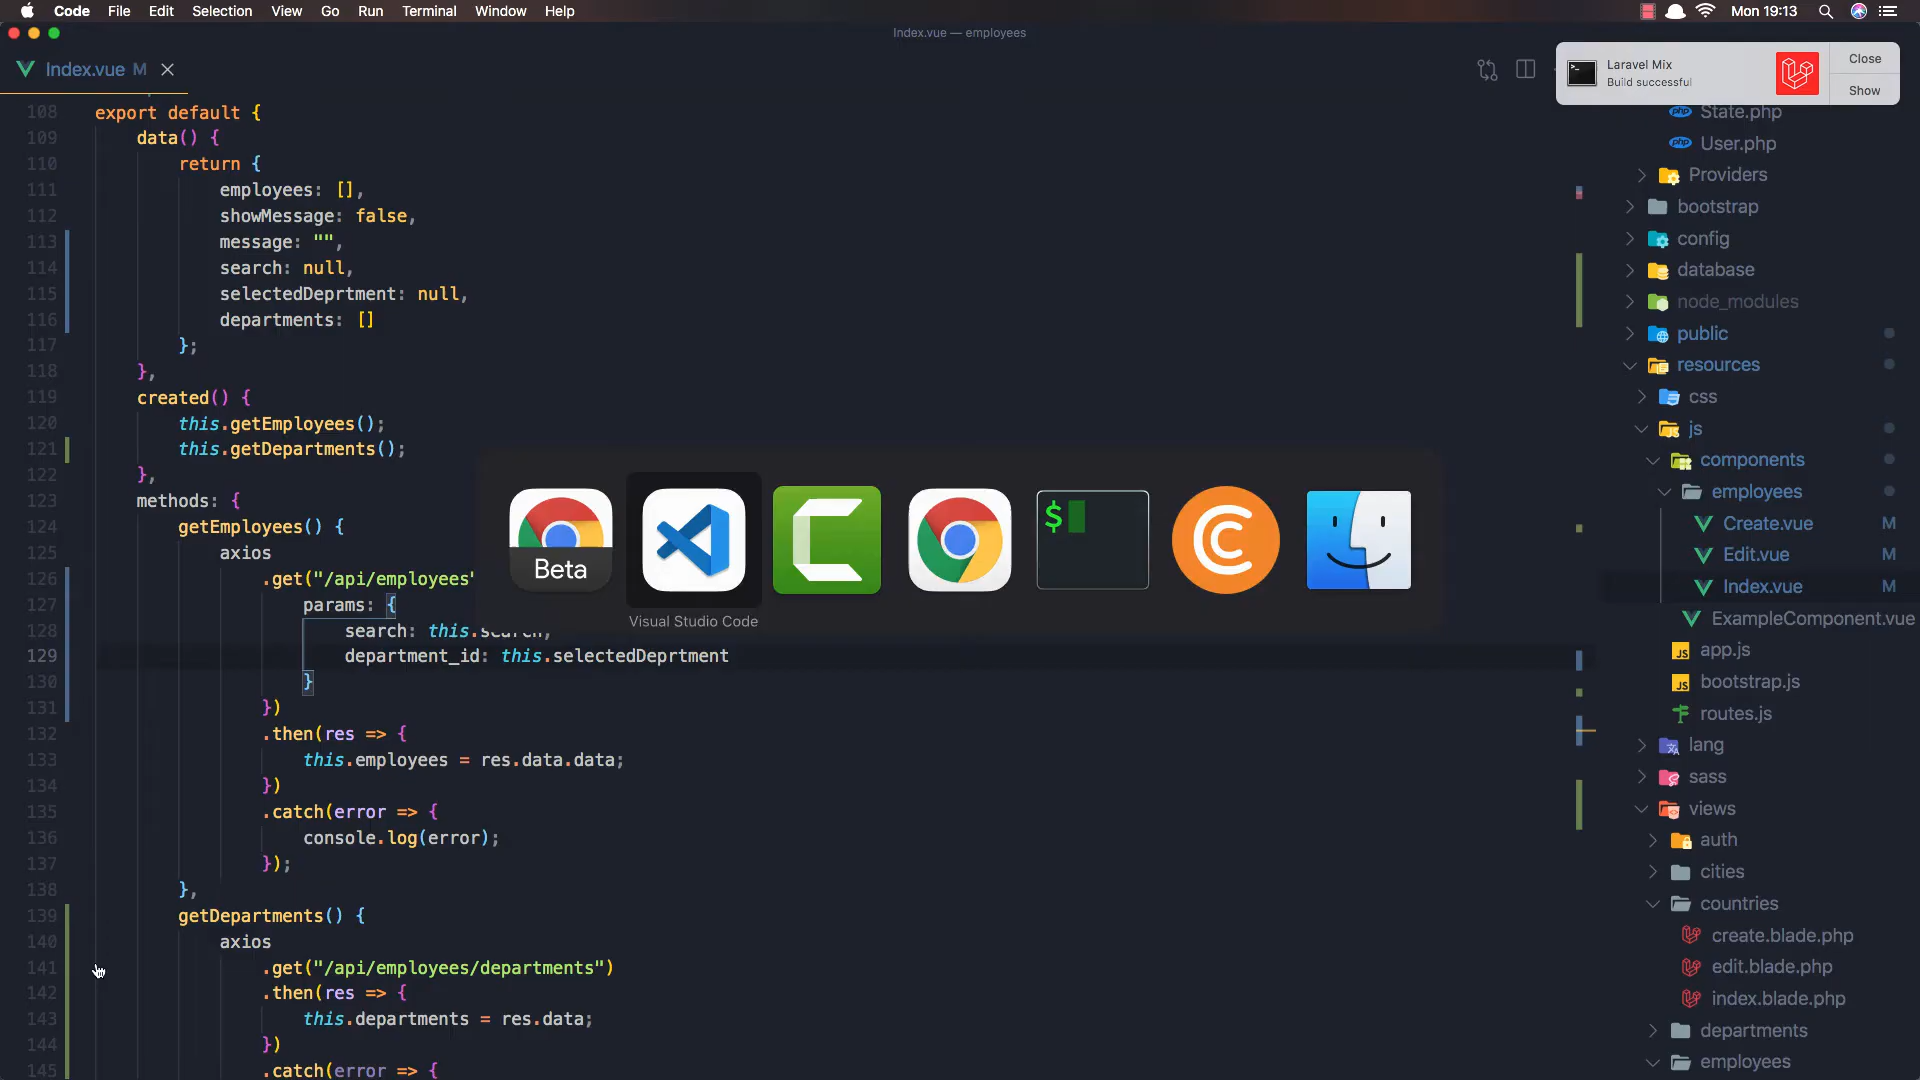 Code File Edit Selection View Go Run Terminal Window Help
Mon 19:13
Index.vue — employees
Index.vue M
Laravel Mix
Build successful
Close
Show
108 export default {
109 data() {
110 return {
111 employees: [],
112 showMessage: false,
113 message: "",
114 search: null,
115 selectedDeprtment: null,
116 departments: []
117 };
118 },
119 created() {
120 this.getEmployees();
121 this.getDepartments();
122 },
123 methods: {
124 getEmployees() {
125 axios
126 .get("/api/employees"
127 params: {
128 search: this.search,
129 department_id: this.selectedDeprtment
130 }
131 })
132 .then(res => {
133 this.employees = res.data.data;
134 })
135 .catch(error => {
136 console.log(error);
137 });
138 },
139 getDepartments() {
140 axios
141 .get("/api/employees/departments")
142 .then(res => {
143 this.departments = res.data;
144 })
145 .catch(error => {
Beta
$
Visual Studio Code
State.php
User.php
Providers
bootstrap
config
database
node_modules
public
resources
css
js
components
employees
Create.vue M
Edit.vue M
Index.vue M
ExampleComponent.vue
app.js
bootstrap.js
routes.js
lang
sass
views
auth
cities
countries
create.blade.php
edit.blade.php
index.blade.php
departments
employees